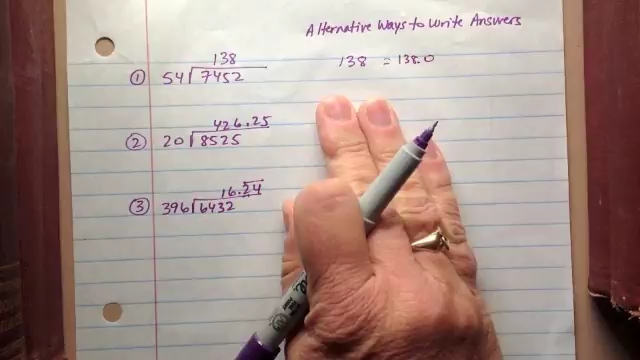 Alternative Ways to Write Answers
138 = 138.0
138
① 54 7452
426.25
② 20 8525
16.24
③ 396 6432